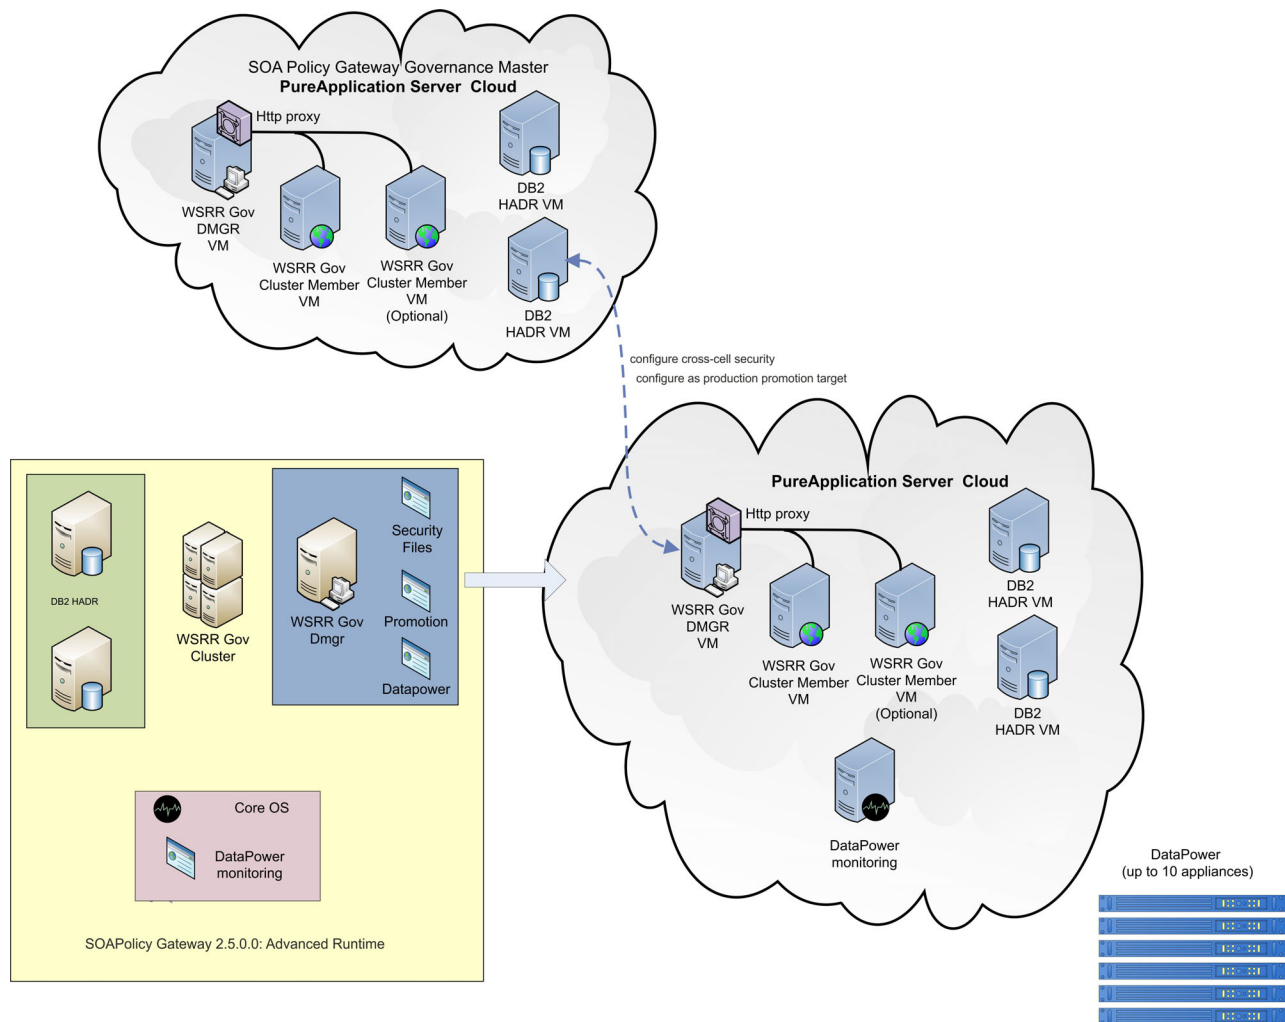 SOA Policy Gateway Governance Master
PureApplication Server Cloud
Http proxy
WSRR Gov
DMGR
VM
WSRR Gov
Cluster Member
VM
WSRR Gov
Cluster Member
VM
(Optional)
DB2
HADR VM
DB2
HADR VM
configure cross-cell security
configure as production promotion target
DB2 HADR
WSRR Gov
Cluster
WSRR Gov
Dmgr
Security
Files
Promotion
Datapower
Core OS
DataPower
monitoring
SOAPolicy Gateway 2.5.0.0: Advanced Runtime
PureApplication Server Cloud
Http proxy
WSRR Gov
DMGR
VM
WSRR Gov
Cluster Member
VM
WSRR Gov
Cluster Member
VM
(Optional)
DB2
HADR VM
DB2
HADR VM
DataPower
monitoring
DataPower
(up to 10 appliances)